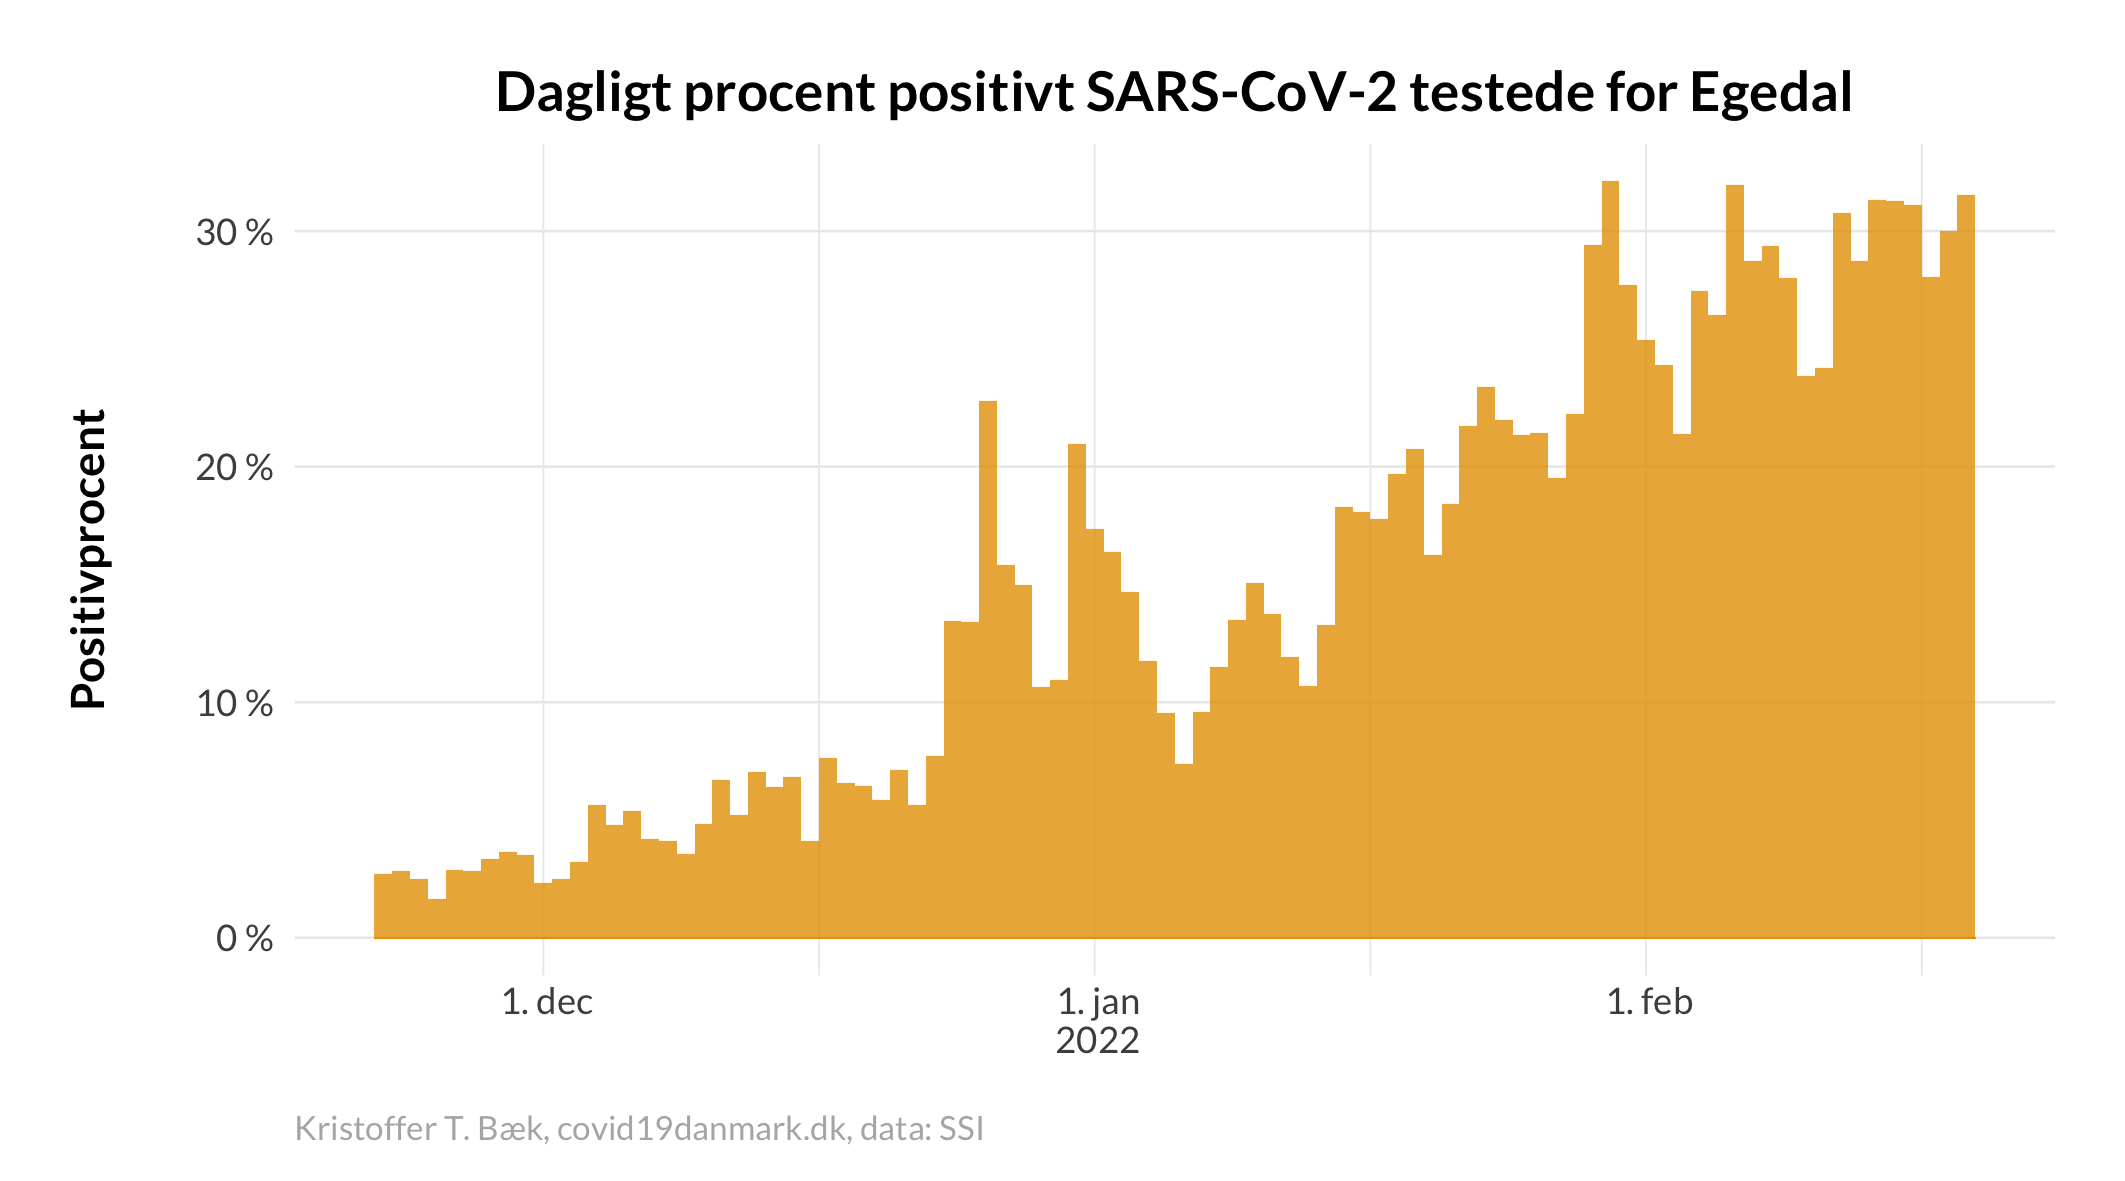 Dagligt procent positivt SARS-CoV-2 testede for Egedal
Positivprocent
30 %
20 %
10 %
0 %
1. dec
1. jan
2022
1. feb
Kristoffer T. Bæk, covid19danmark.dk, data: SSI